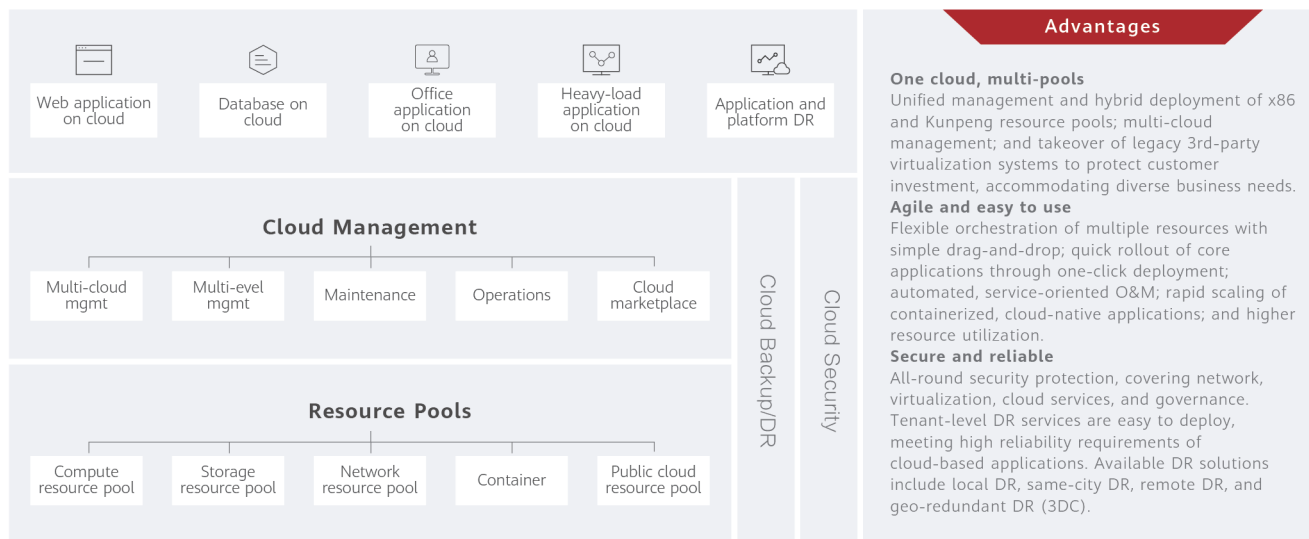 Web application
on cloud
Database on
cloud
Office
application
on cloud
Heavy-load
application
on cloud
Application and
platform DR
Cloud Management
Multi-cloud
mgmt
Multi-evel
mgmt
Maintenance
Operations
Cloud
marketplace
Resource Pools
Compute
resource pool
Storage
resource pool
Network
resource pool
Container
Public cloud
resource pool
Cloud Backup/DR
Cloud Security
Advantages
One cloud, multi-pools
Unified management and hybrid deployment of x86
and Kunpeng resource pools; multi-cloud
management; and takeover of legacy 3rd-party
virtualization systems to protect customer
investment, accommodating diverse business needs.
Agile and easy to use
Flexible orchestration of multiple resources with
simple drag-and-drop; quick rollout of core
applications through one-click deployment;
automated, service-oriented O&M; rapid scaling of
containerized, cloud-native applications; and higher
resource utilization.
Secure and reliable
All-round security protection, covering network,
virtualization, cloud services, and governance.
Tenant-level DR services are easy to deploy,
meeting high reliability requirements of
cloud-based applications. Available DR solutions
include local DR, same-city DR, remote DR, and
geo-redundant DR (3DC).